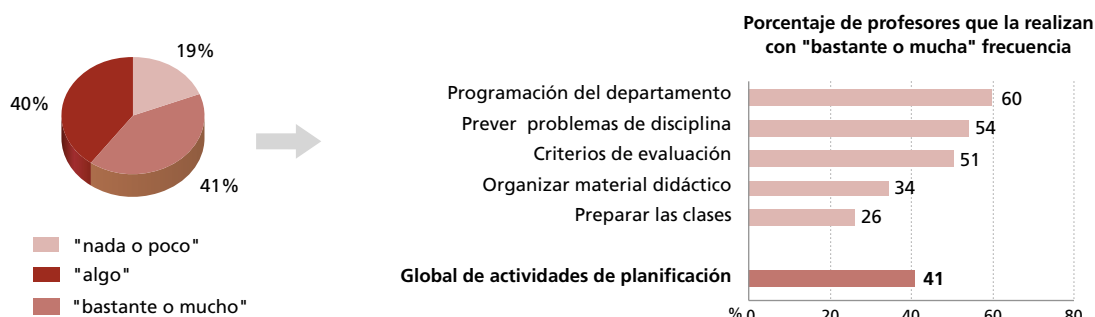 Porcentaje de profesores que la realizan
con "bastante o mucha" frecuencia
19%
40%
41%
"nada o poco"
"algo"
"bastante o mucho"
Programación del departamento 60
Prever problemas de disciplina 54
Criterios de evaluación 51
Organizar material didáctico 34
Preparar las clases 26
Global de actividades de planificación 41
% 0 20 40 60 80